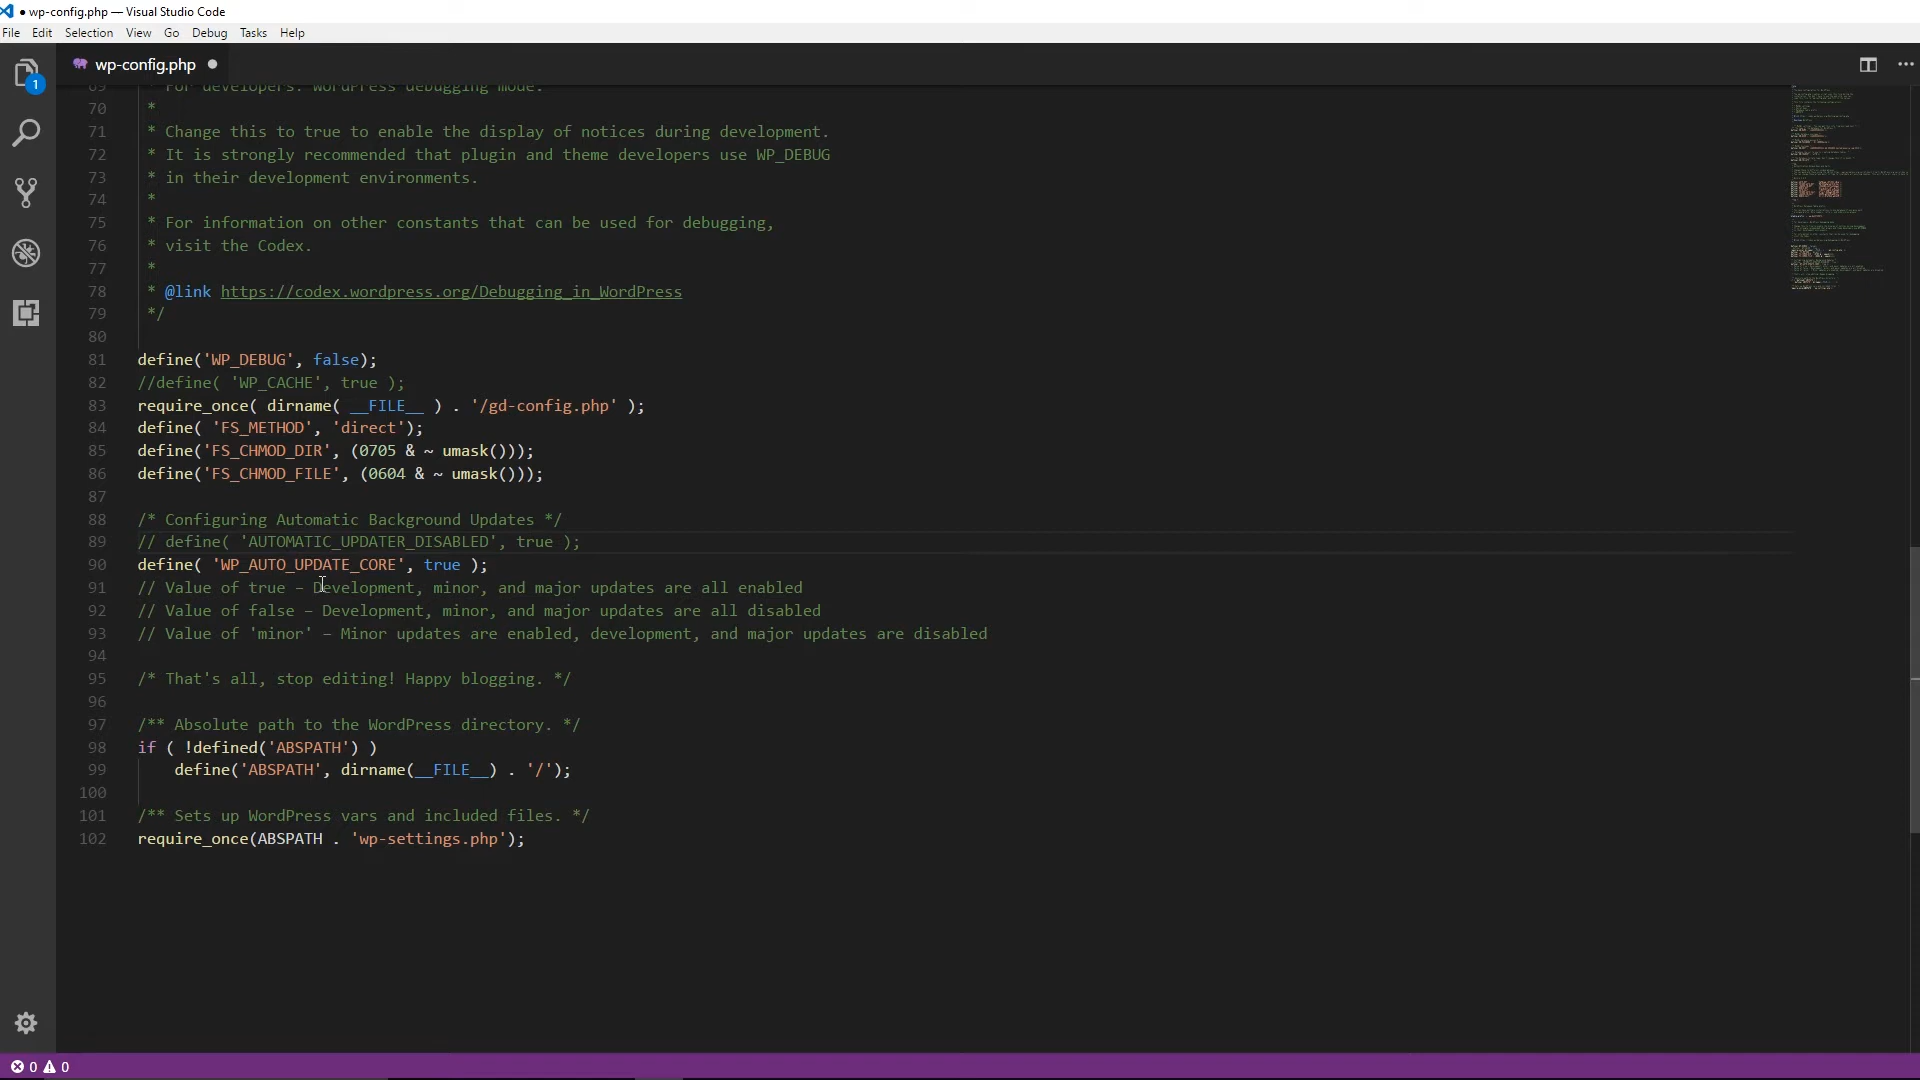 ● wp-config.php — Visual Studio Code
File Edit Selection View Go Debug Tasks Help
1
wp-config.php ●
69 * For developers: WordPress debugging mode.
70 *
71 * Change this to true to enable the display of notices during development.
72 * It is strongly recommended that plugin and theme developers use WP_DEBUG
73 * in their development environments.
74 *
75 * For information on other constants that can be used for debugging,
76 * visit the Codex.
77 *
78 * @link https://codex.wordpress.org/Debugging_in_WordPress
79 */
80
81 define('WP_DEBUG', false);
82 //define( 'WP_CACHE', true );
83 require_once( dirname( __FILE__ ) . '/gd-config.php' );
84 define( 'FS_METHOD', 'direct');
85 define('FS_CHMOD_DIR', (0705 & ~ umask()));
86 define('FS_CHMOD_FILE', (0604 & ~ umask()));
87
88 /* Configuring Automatic Background Updates */
89 // define( 'AUTOMATIC_UPDATER_DISABLED', true );
90 define( 'WP_AUTO_UPDATE_CORE', true );
91 // Value of true – Development, minor, and major updates are all enabled
92 // Value of false – Development, minor, and major updates are all disabled
93 // Value of 'minor' – Minor updates are enabled, development, and major updates are disabled
94
95 /* That's all, stop editing! Happy blogging. */
96
97 /** Absolute path to the WordPress directory. */
98 if ( !defined('ABSPATH') )
99 define('ABSPATH', dirname(__FILE__) . '/');
100
101 /** Sets up WordPress vars and included files. */
102 require_once(ABSPATH . 'wp-settings.php');
0 0